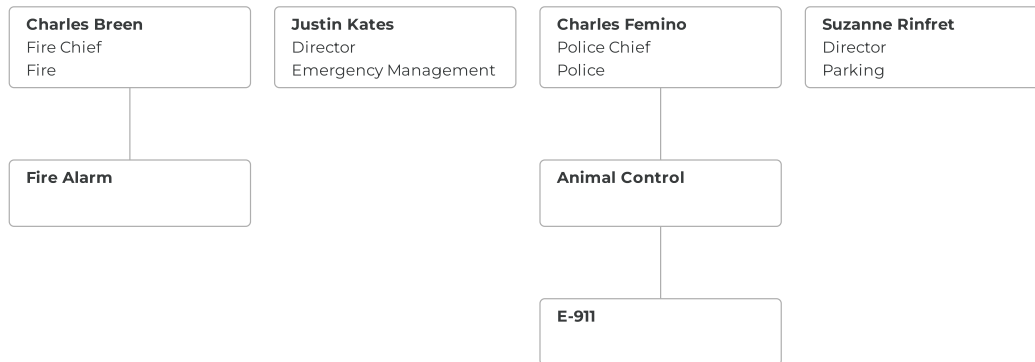 Charles Breen
Fire Chief
Fire
Justin Kates
Director
Emergency Management
Charles Femino
Police Chief
Police
Suzanne Rinfret
Director
Parking
Fire Alarm
Animal Control
E-911